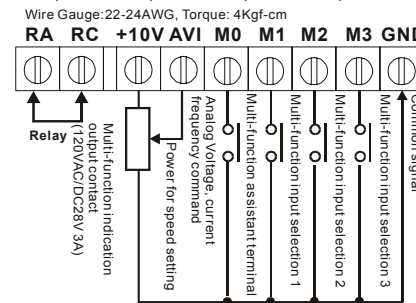 Wire Gauge:22-24AWG, Torque: 4Kgf-cm
RA RC +10V AVI M0 M1 M2 M3 GND
Relay
Multi-function indication
output contact
(120VAC/DC28V 3A)
Power for speed setting
Analog Voltage, current
frequency command
Multi-function assistant terminal
Multi-function input selection 1
Multi-function input selection 2
Multi-function input selection 3
Common signal